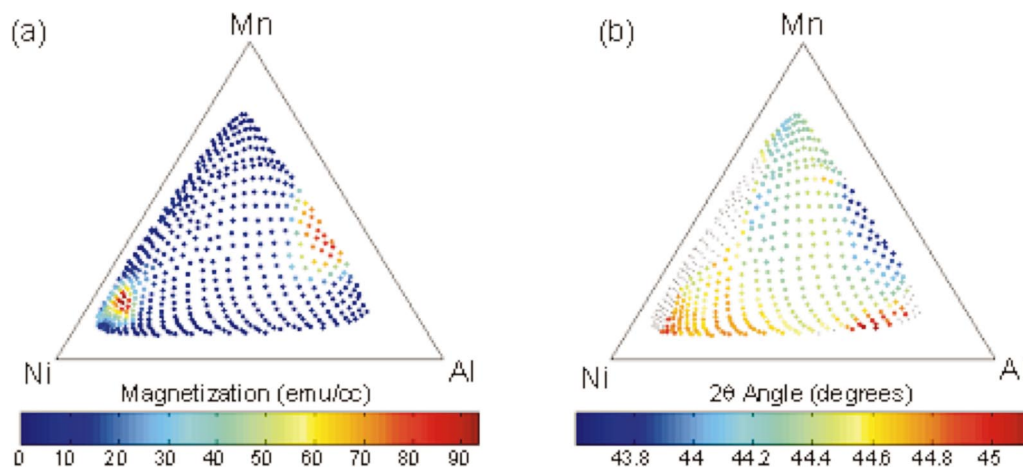 (a)
Mn
Ni
Al
Magnetization (emu/cc)
0 10 20 30 40 50 60 70 80 90
(b)
Mn
Ni
A
2θ Angle (degrees)
43.8 44 44.2 44.4 44.6 44.8 45